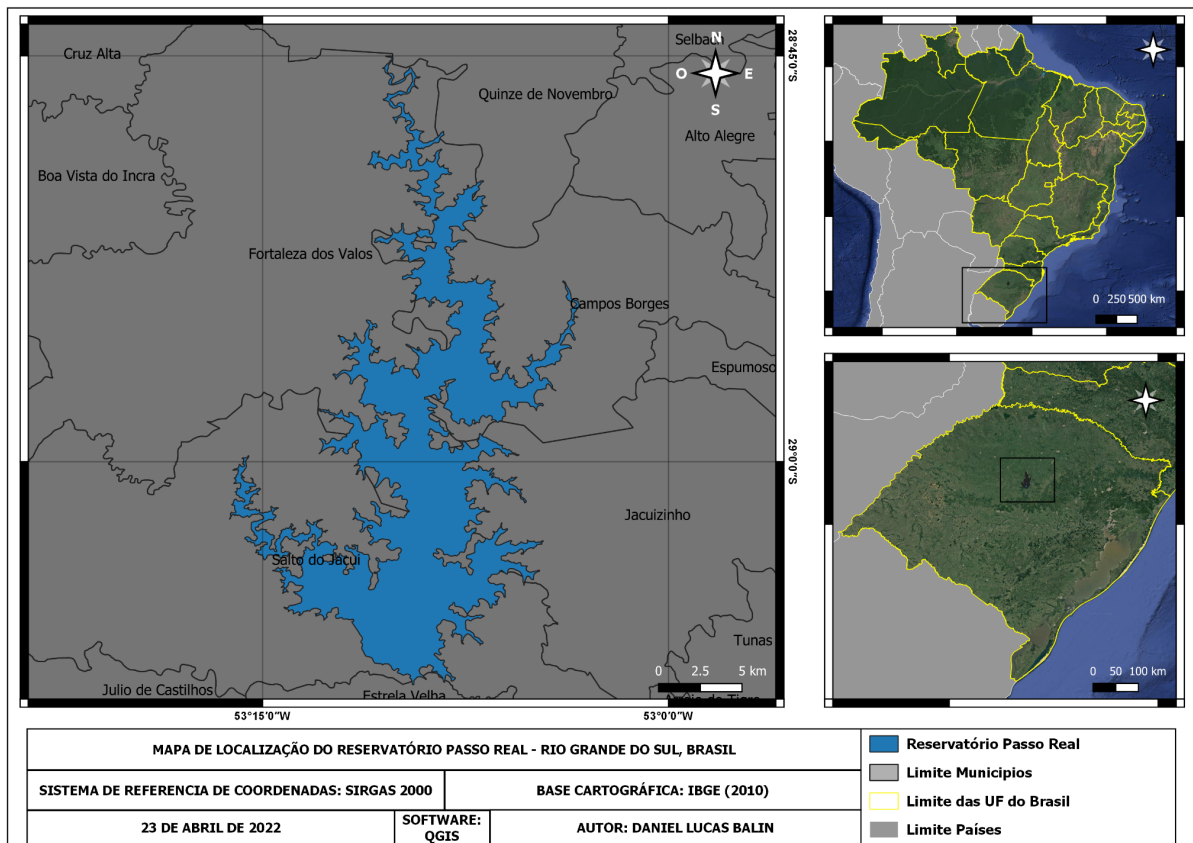 Cruz Alta
Selbach
28°45'0"S
N
O
E
S
Quinze de Novembro
Alto Alegre
Boa Vista do Incra
Fortaleza dos Valos
Campos Borges
Espumoso
29°0'0"S
Jacuizinho
Salto do Jacuí
Tunas
0 2.5 5 km
Julio de Castilhos
Estrela Velha
Arroio do Tigre
53°15'0"W
53°0'0"W
0 250 500 km
0 50 100 km
MAPA DE LOCALIZAÇÃO DO RESERVATÓRIO PASSO REAL - RIO GRANDE DO SUL, BRASIL
SISTEMA DE REFERENCIA DE COORDENADAS: SIRGAS 2000
BASE CARTOGRÁFICA: IBGE (2010)
23 DE ABRIL DE 2022
SOFTWARE:
QGIS
AUTOR: DANIEL LUCAS BALIN
Reservatório Passo Real
Limite Municipios
Limite das UF do Brasil
Limite Países